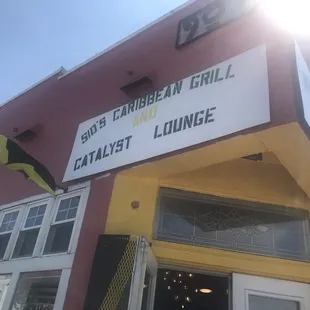 SID'S CARIBBEAN GRILL
AND
CATALYST LOUNGE